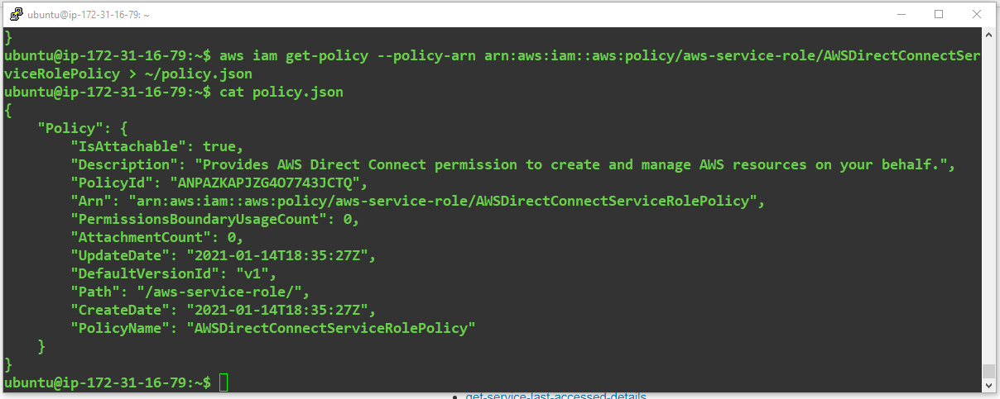 ubuntu@ip-172-31-16-79: ~
}
ubuntu@ip-172-31-16-79:~$ aws iam get-policy --policy-arn arn:aws:iam::aws:policy/aws-service-role/AWSDirectConnectSer
viceRolePolicy > ~/policy.json
ubuntu@ip-172-31-16-79:~$ cat policy.json
{
    "Policy": {
        "IsAttachable": true,
        "Description": "Provides AWS Direct Connect permission to create and manage AWS resources on your behalf.",
        "PolicyId": "ANPAZKAPJZG4O7743JCTQ",
        "Arn": "arn:aws:iam::aws:policy/aws-service-role/AWSDirectConnectServiceRolePolicy",
        "PermissionsBoundaryUsageCount": 0,
        "AttachmentCount": 0,
        "UpdateDate": "2021-01-14T18:35:27Z",
        "DefaultVersionId": "v1",
        "Path": "/aws-service-role/",
        "CreateDate": "2021-01-14T18:35:27Z",
        "PolicyName": "AWSDirectConnectServiceRolePolicy"
    }
}
ubuntu@ip-172-31-16-79:~$
get-service-last-accessed-details